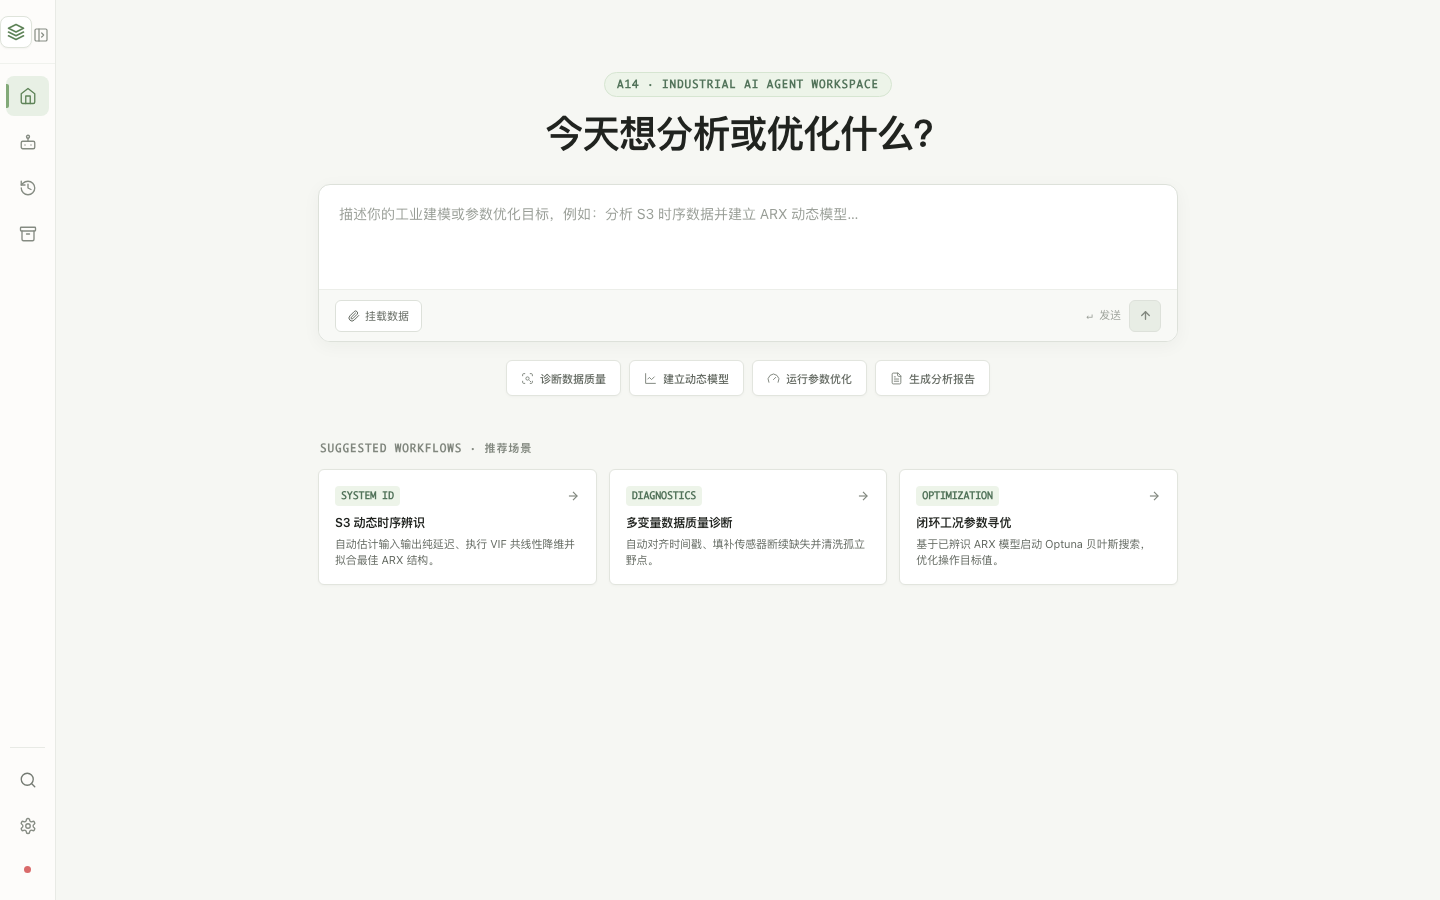 A14 · INDUSTRIAL AI AGENT WORKSPACE
今天想分析或优化什么?
描述你的工业建模或参数优化目标，例如：分析 S3 时序数据并建立 ARX 动态模型...
挂载数据
↵ 发送
诊断数据质量
建立动态模型
运行参数优化
生成分析报告
SUGGESTED WORKFLOWS · 推荐场景
SYSTEM ID
S3 动态时序辨识
自动估计输入输出纯延迟、执行 VIF 共线性降维并
拟合最佳 ARX 结构。
DIAGNOSTICS
多变量数据质量诊断
自动对齐时间戳、填补传感器断续缺失并清洗孤立
野点。
OPTIMIZATION
闭环工况参数寻优
基于已辨识 ARX 模型启动 Optuna 贝叶斯搜索，
优化操作目标值。